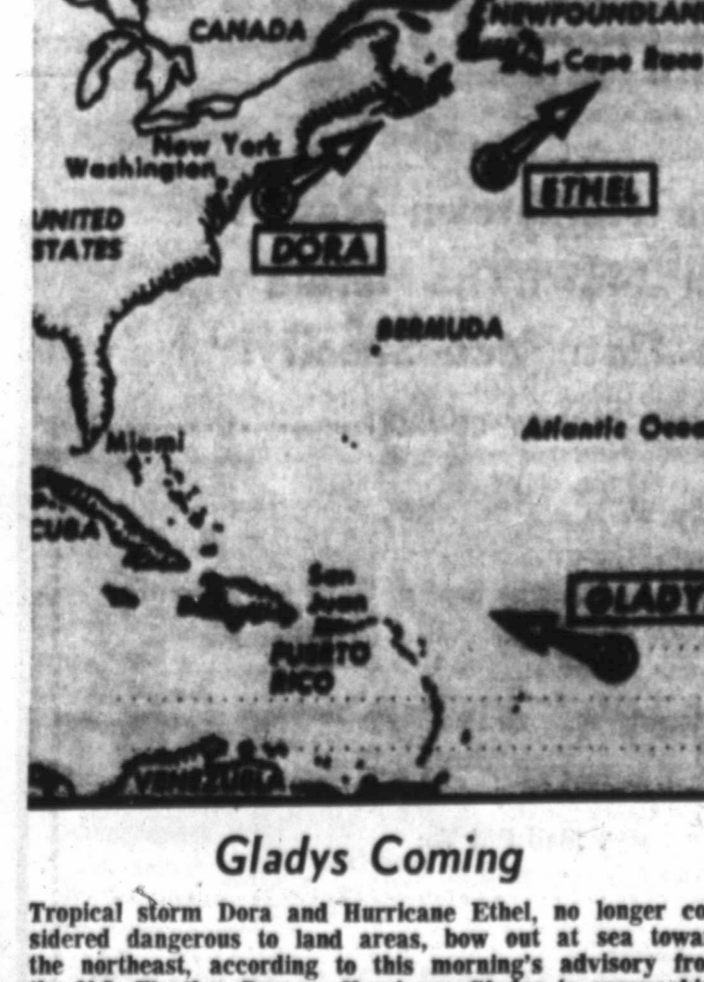 NEWFOUNDLAN
CANADA
Cape Race
New York
Washington
ETHEL
UNITED
STATES
DORA
BERMUDA
Atlantic Ocea
Miami
CUBA
San
Juan
GLADY
PUERTO
RICO
VENEZUELA
Gladys Coming
Tropical storm Dora and Hurricane Ethel, no longer co
sidered dangerous to land areas, bow out at sea towa
the northeast, according to this morning's advisory fro